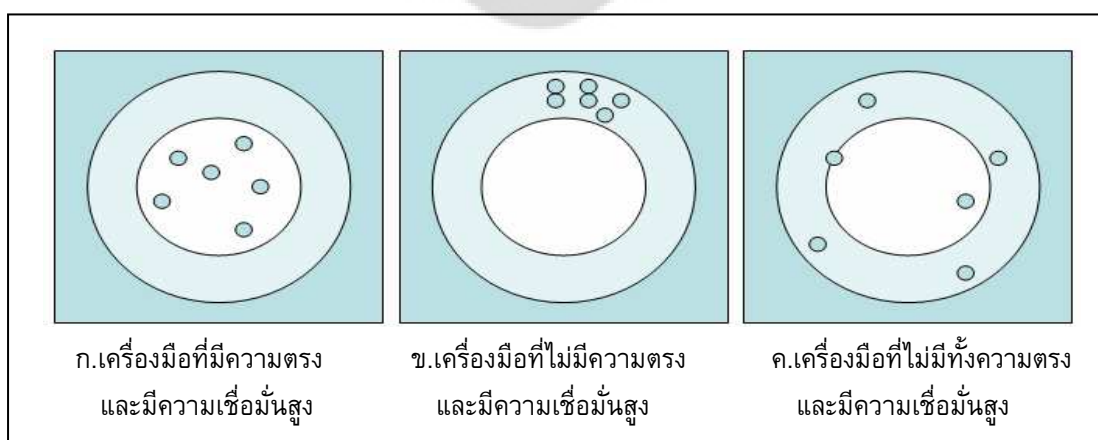 ก.เครื่องมือที่มีความตรง
และมีความเชื่อมั่นสูง
ข.เครื่องมือที่ไม่มีความตรง
และมีความเชื่อมั่นสูง
ค.เครื่องมือที่ไม่มีทั้งความตรง
และมีความเชื่อมั่นสูง